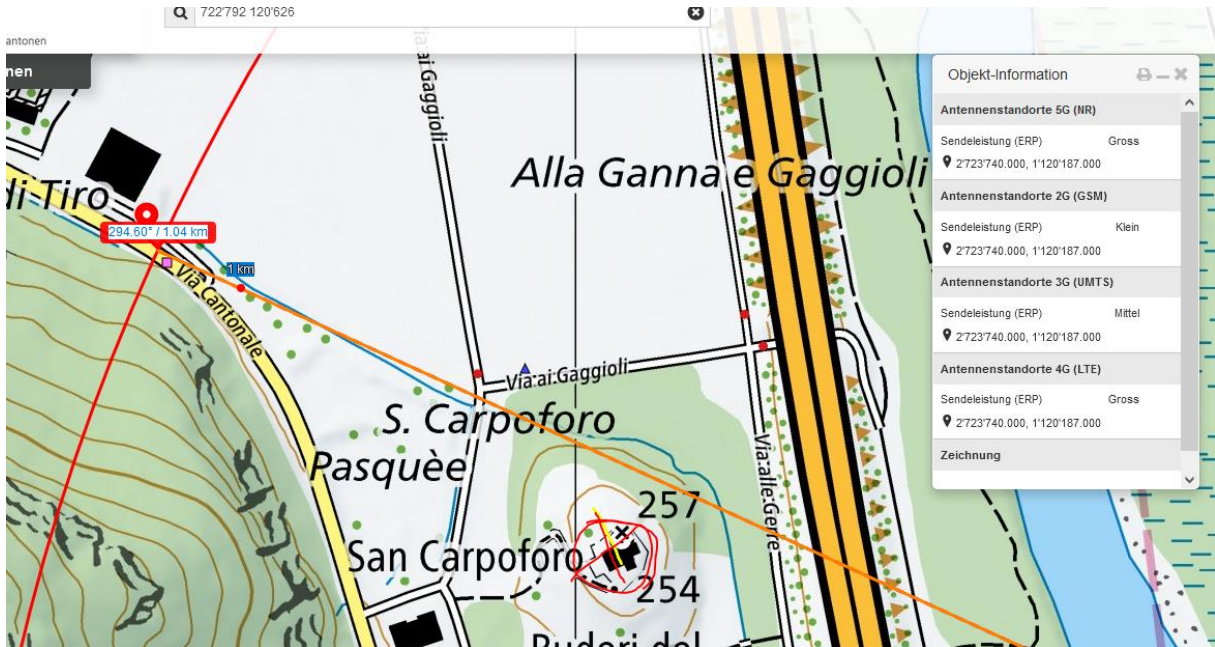 722'792 120'626
antonen
nen
ai Gaggioli
Alla Ganna e Gaggioli
di Tiro
294.60° / 1.04 km
1 km
Via Cantonale
Via ai Gaggioli
S. Carpoforo
Pasquèe
Via alle Gerre
257
San Carpoforo
254
Ruderi del
Objekt-Information
Antennenstandorte 5G (NR)
Sendeleistung (ERP) Gross
2'723'740.000, 1'120'187.000
Antennenstandorte 2G (GSM)
Sendeleistung (ERP) Klein
2'723'740.000, 1'120'187.000
Antennenstandorte 3G (UMTS)
Sendeleistung (ERP) Mittel
2'723'740.000, 1'120'187.000
Antennenstandorte 4G (LTE)
Sendeleistung (ERP) Gross
2'723'740.000, 1'120'187.000
Zeichnung